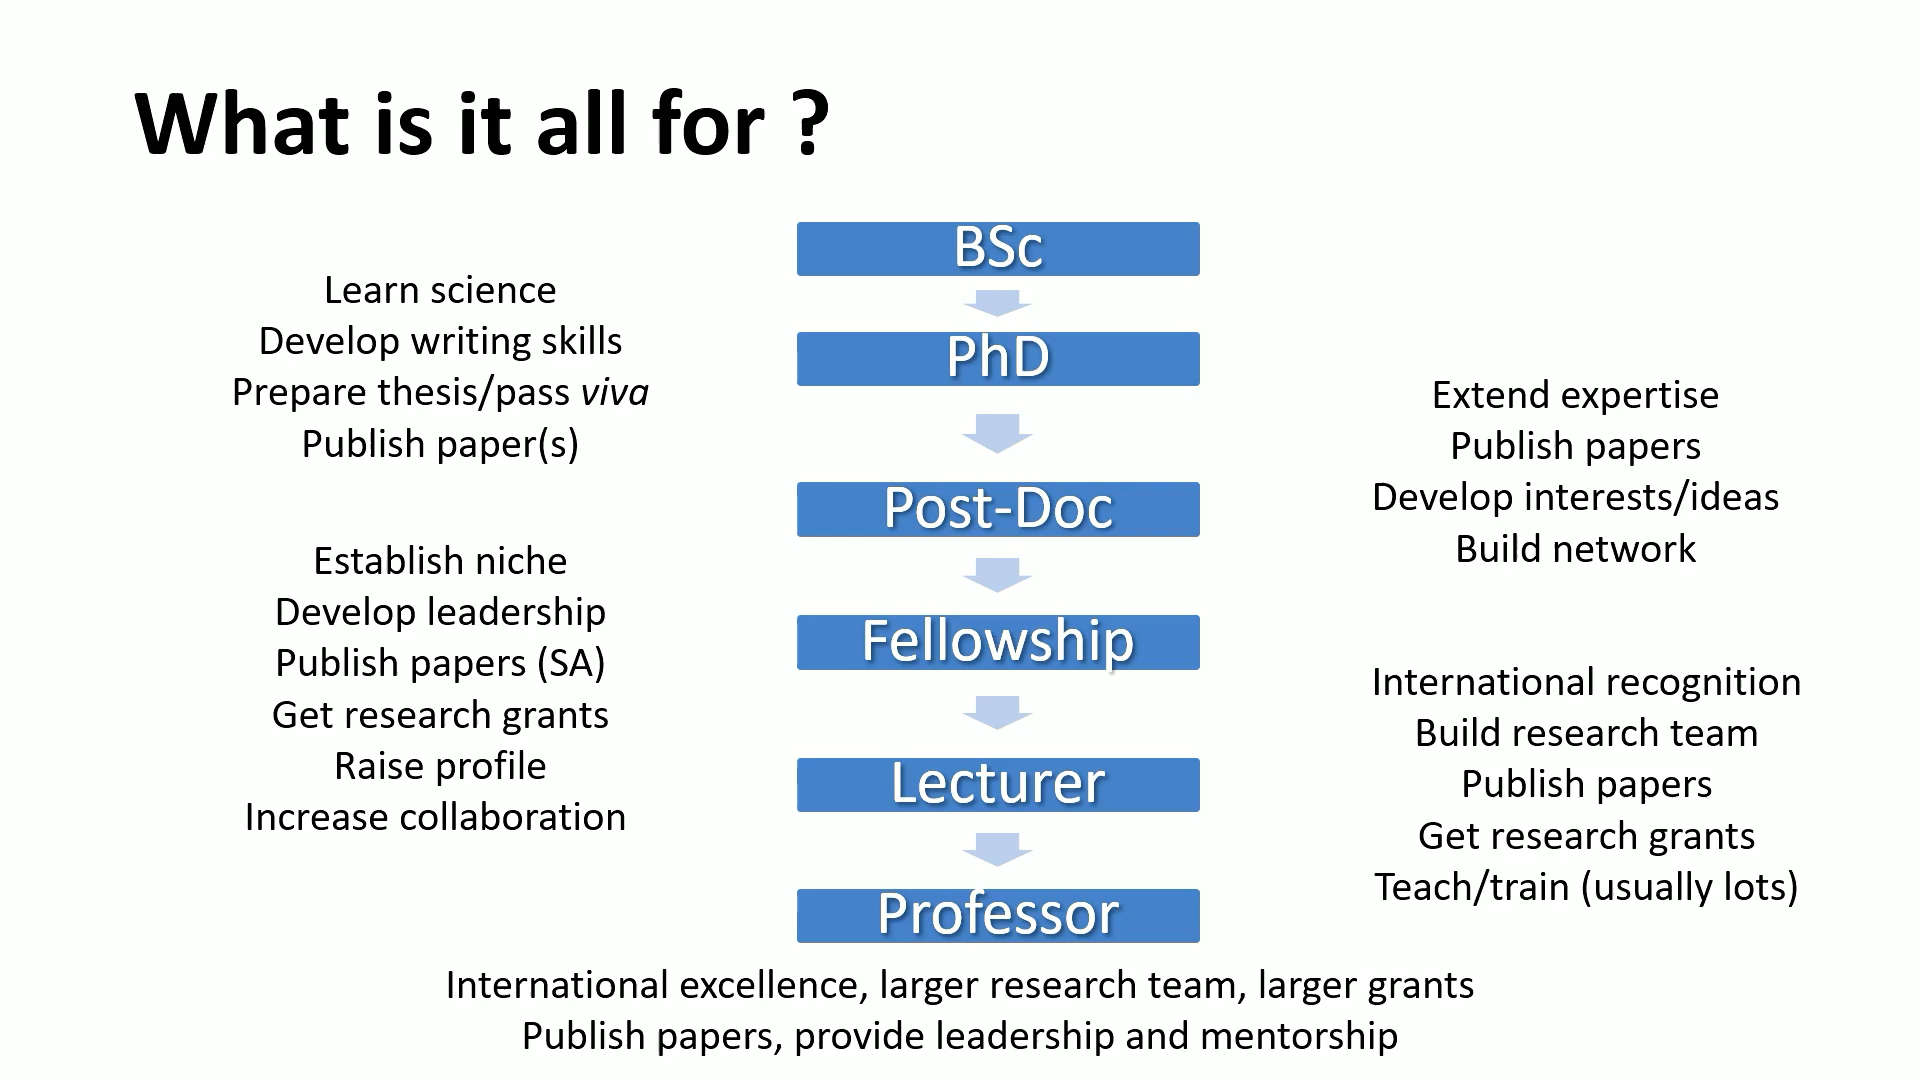 What is it all for ?
BSc
Learn science
Develop writing skills
Prepare thesis/pass viva
Publish paper(s)
PhD
Extend expertise
Publish papers
Develop interests/ideas
Build network
Post-Doc
Establish niche
Develop leadership
Publish papers (SA)
Get research grants
Raise profile
Increase collaboration
Fellowship
International recognition
Build research team
Publish papers
Get research grants
Teach/train (usually lots)
Lecturer
Professor
International excellence, larger research team, larger grants
Publish papers, provide leadership and mentorship